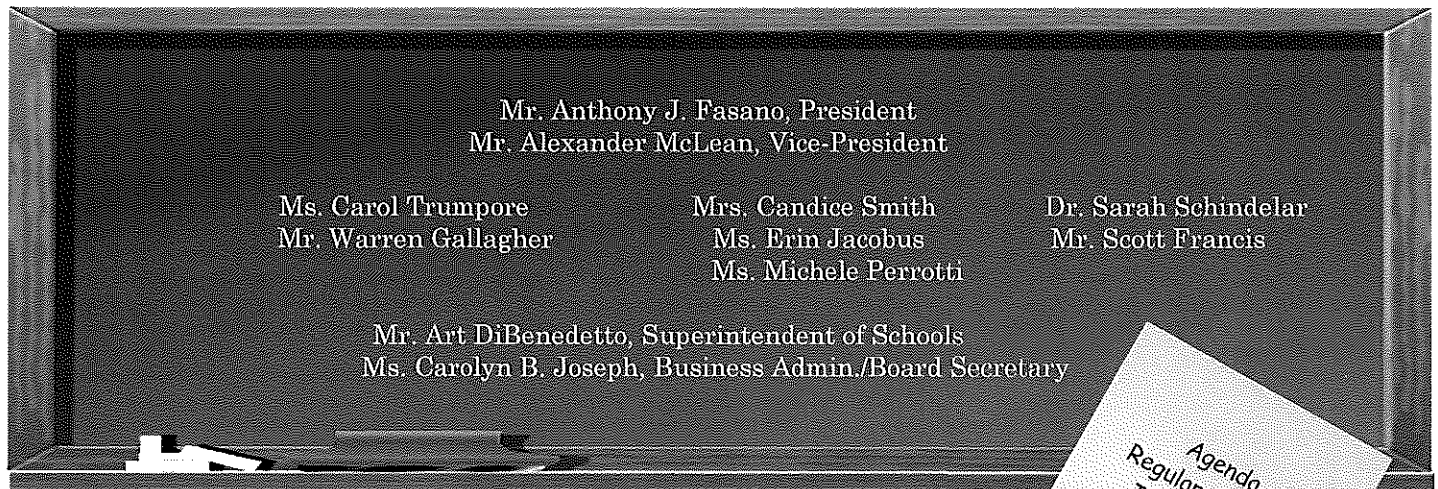 Mr. Anthony J. Fasano, President
Mr. Alexander McLean, Vice-President
Ms. Carol Trumpore Mrs. Candice Smith Dr. Sarah Schindelar
Mr. Warren Gallagher Ms. Erin Jacobus Mr. Scott Francis
Ms. Michele Perrotti
Mr. Art DiBenedetto, Superintendent of Schools
Ms. Carolyn B. Joseph, Business Admin./Board Secretary
Agenda